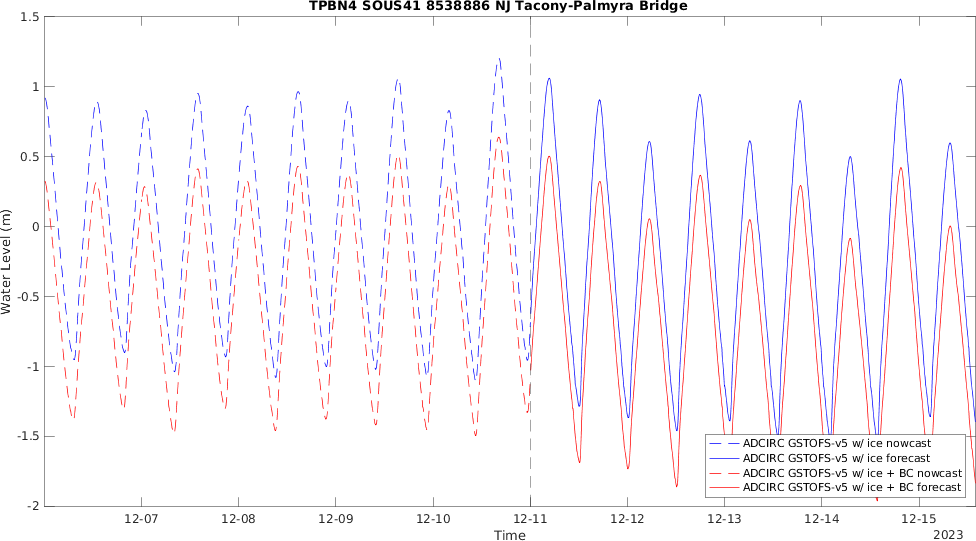 TPBN4 SOUS41 8538886 NJ Tacony-Palmyra Bridge
1.5
1
0.5
0
-0.5
-1
-1.5
-2
Water Level (m)
ADCIRC GSTOFS-v5 w/ ice nowcast
ADCIRC GSTOFS-v5 w/ ice forecast
ADCIRC GSTOFS-v5 w/ ice + BC nowcast
ADCIRC GSTOFS-v5 w/ ice + BC forecast
12-07 12-08 12-09 12-10 12-11 12-12 12-13 12-14 12-15
Time
2023